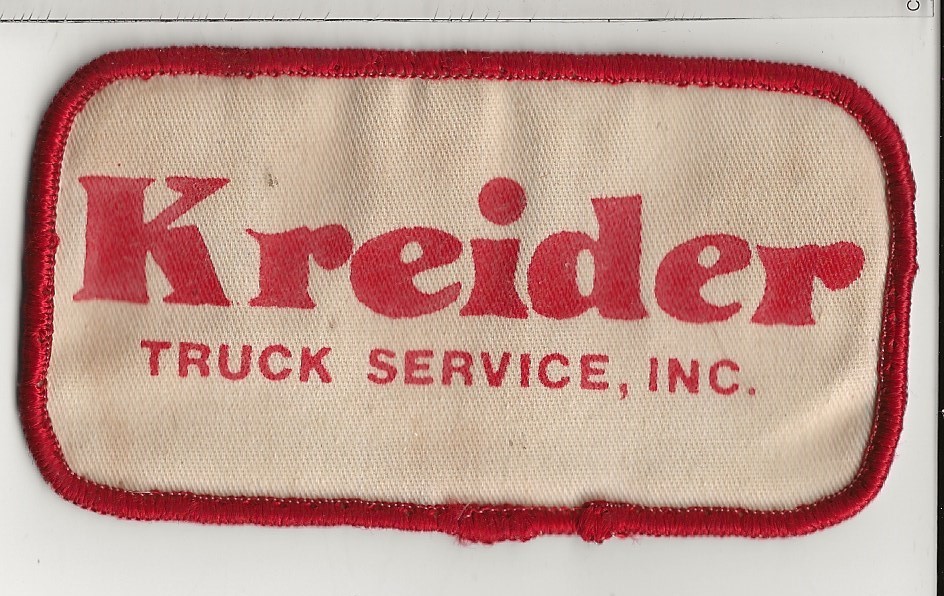 Kreider
TRUCK SERVICE, INC.